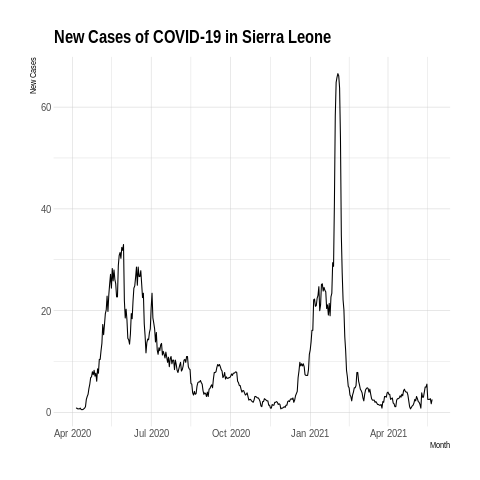 New Cases of COVID-19 in Sierra Leone
New Cases
60
40
20
0
Apr 2020 Jul 2020 Oct 2020 Jan 2021 Apr 2021
Month